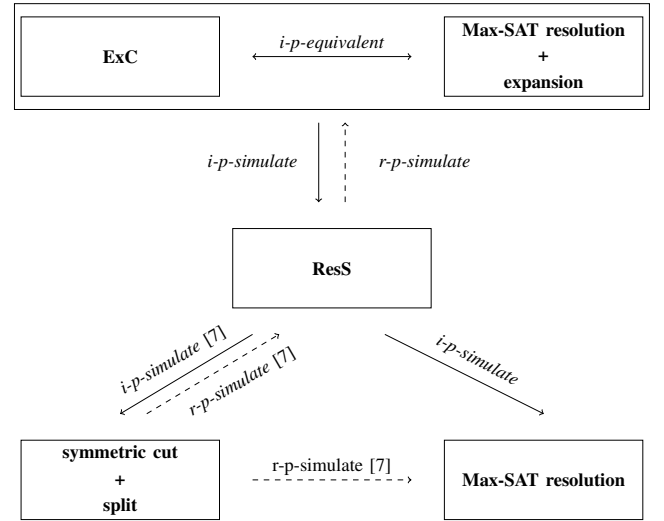 ExC
i-p-equivalent
Max-SAT resolution
+
expansion
i-p-simulate
r-p-simulate
ResS
i-p-simulate [7]
r-p-simulate [7]
i-p-simulate
symmetric cut
+
split
r-p-simulate [7]
Max-SAT resolution